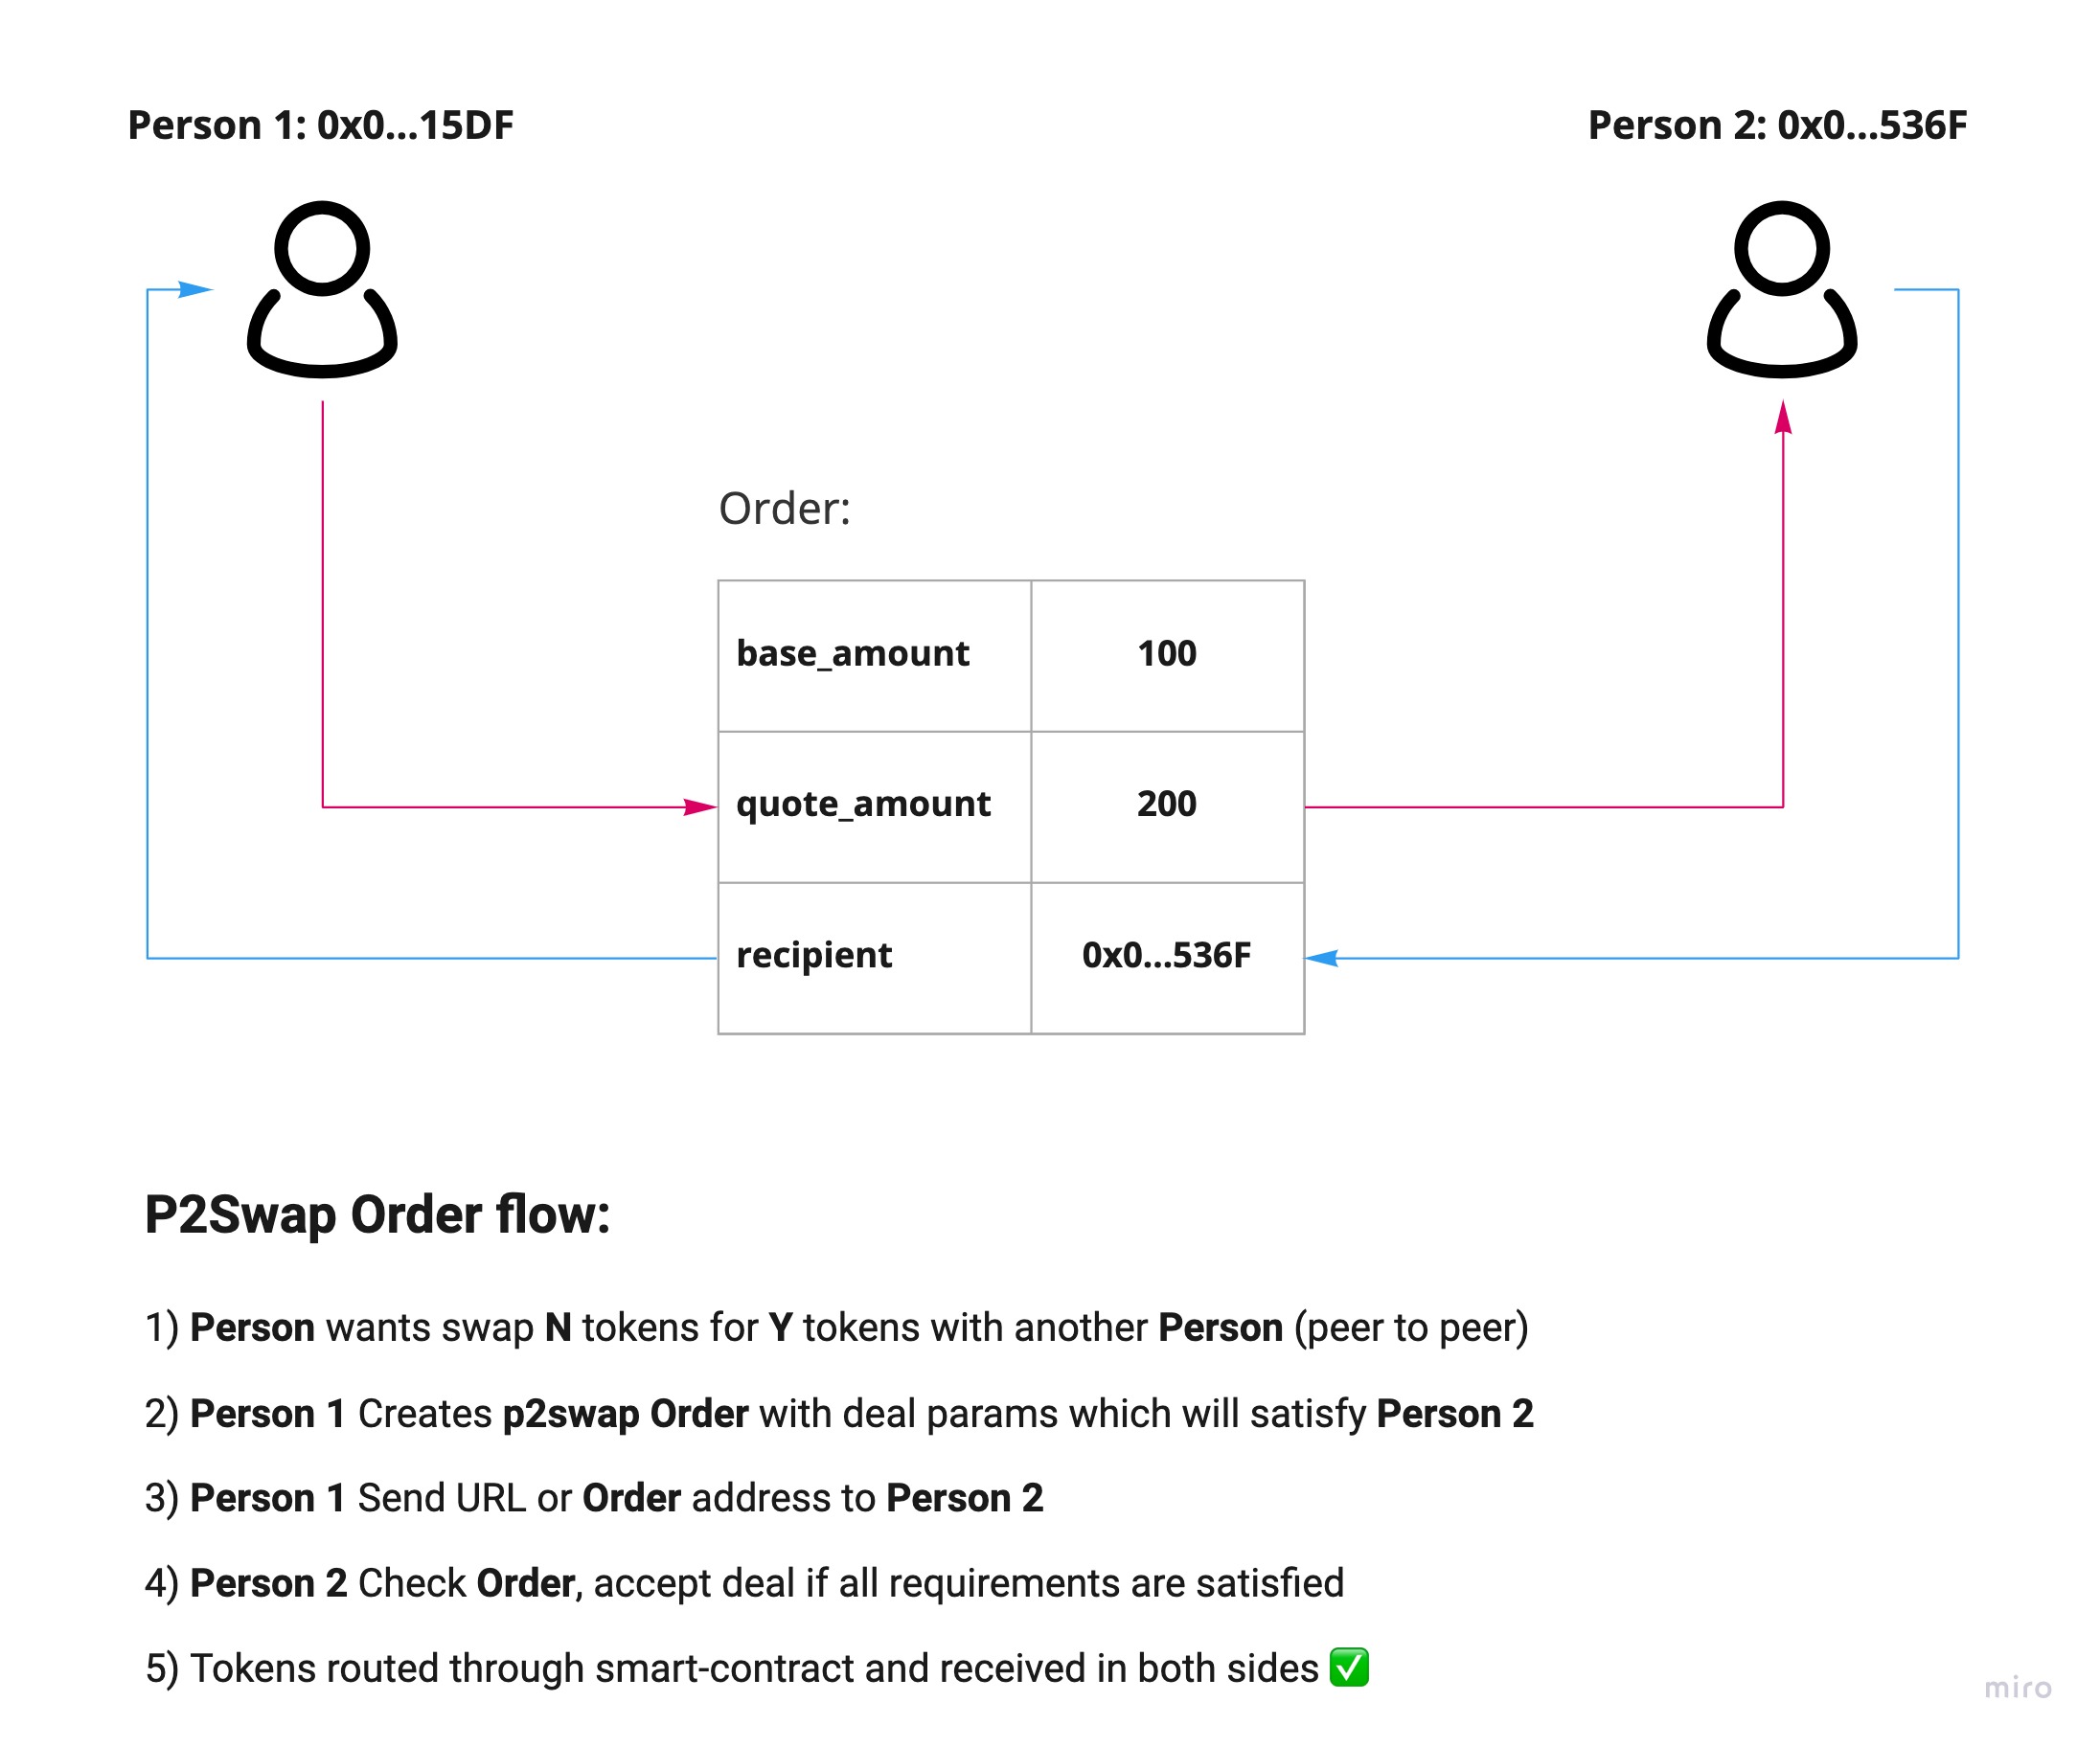 Person 1: 0x0...15DF
Person 2: 0x0...536F
Order:
base_amount 100
quote_amount 200
recipient 0x0...536F
P2Swap Order flow:
1) Person wants swap N tokens for Y tokens with another Person (peer to peer)
2) Person 1 Creates p2swap Order with deal params which will satisfy Person 2
3) Person 1 Send URL or Order address to Person 2
4) Person 2 Check Order, accept deal if all requirements are satisfied
5) Tokens routed through smart-contract and received in both sides ✅
miro